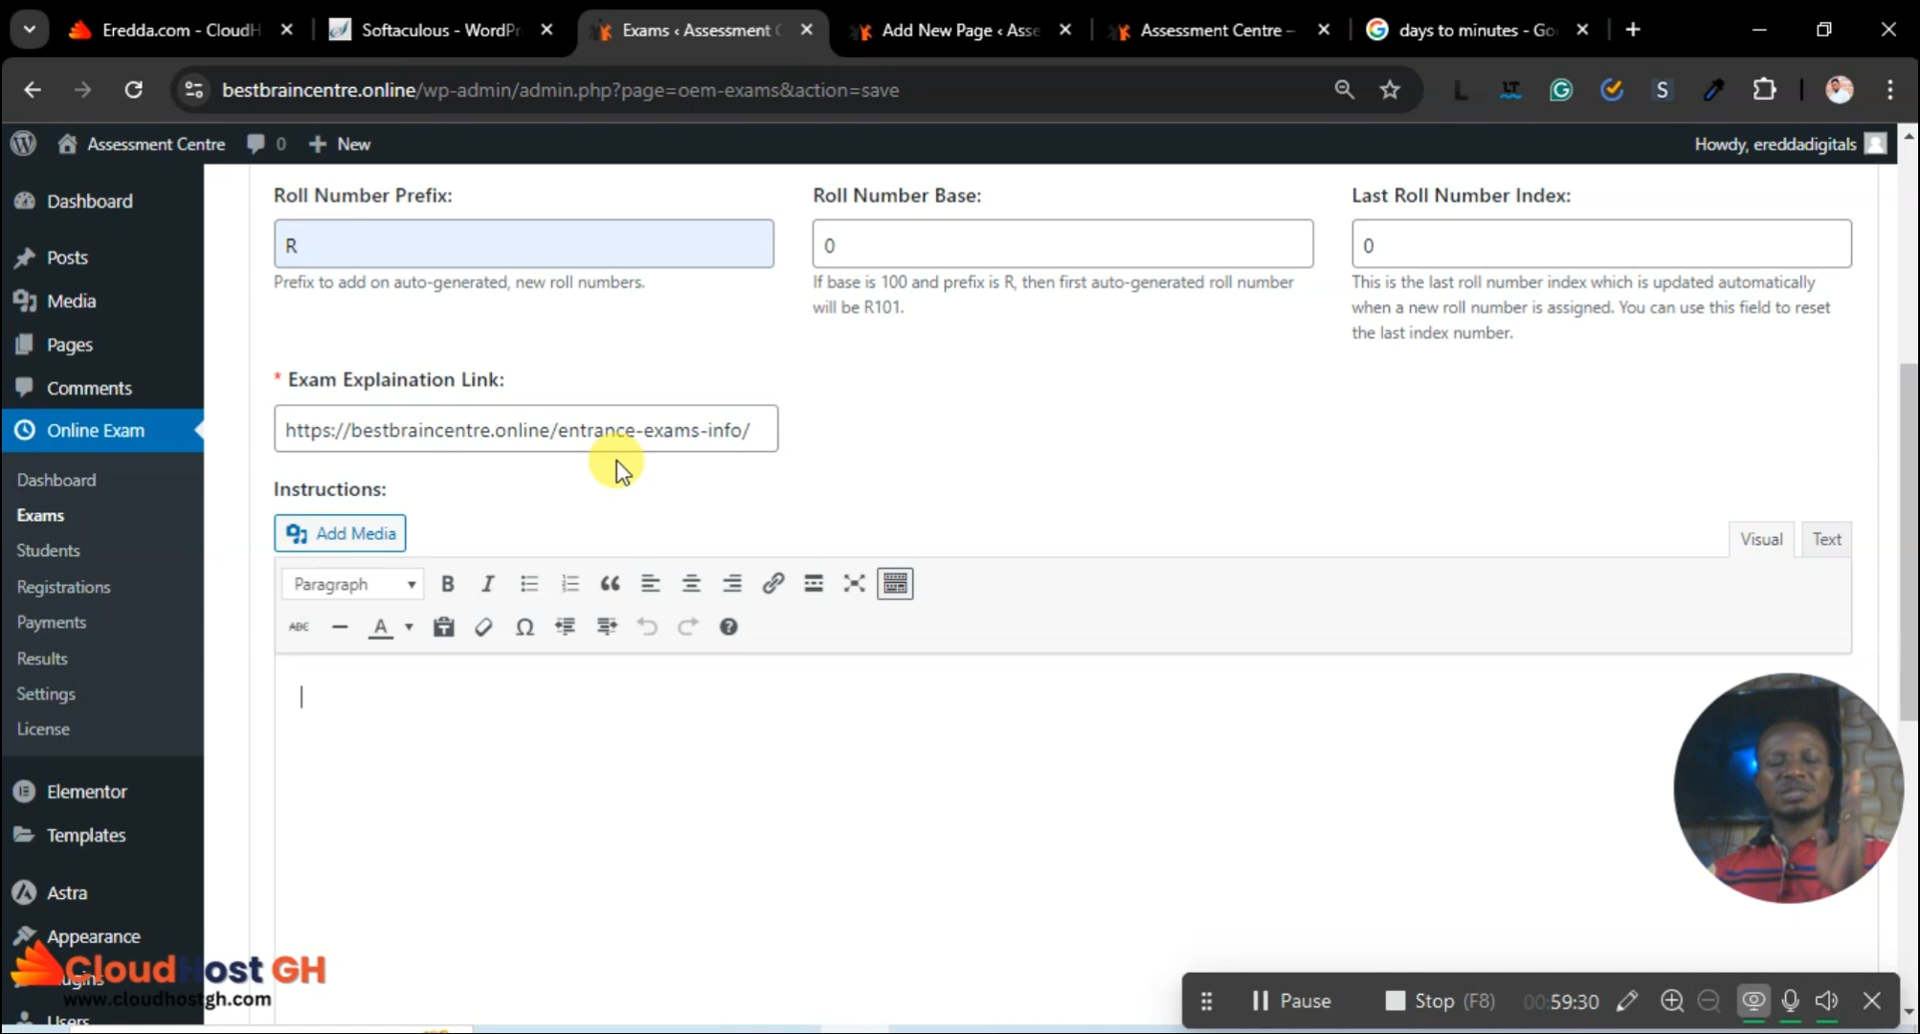 Eredda.com - CloudH
Softaculous - WordPr
Exams ‹ Assessment C
Add New Page ‹ Asse
Assessment Centre –
days to minutes - Go
bestbraincentre.online/wp-admin/admin.php?page=oem-exams&action=save
Assessment Centre
0
New
Howdy, ereddadigitals
Dashboard
Posts
Media
Pages
Comments
Online Exam
Dashboard
Exams
Students
Registrations
Payments
Results
Settings
License
Elementor
Templates
Astra
Appearance
Plugins
Users
Roll Number Prefix:
R
Prefix to add on auto-generated, new roll numbers.
Roll Number Base:
0
If base is 100 and prefix is R, then first auto-generated roll number
will be R101.
Last Roll Number Index:
0
This is the last roll number index which is updated automatically
when a new roll number is assigned. You can use this field to reset
the last index number.
* Exam Explaination Link:
https://bestbraincentre.online/entrance-exams-info/
Instructions:
Add Media
Visual
Text
Paragraph
CloudHost GH
www.cloudhostgh.com
Pause
Stop (F8)
00:59:30